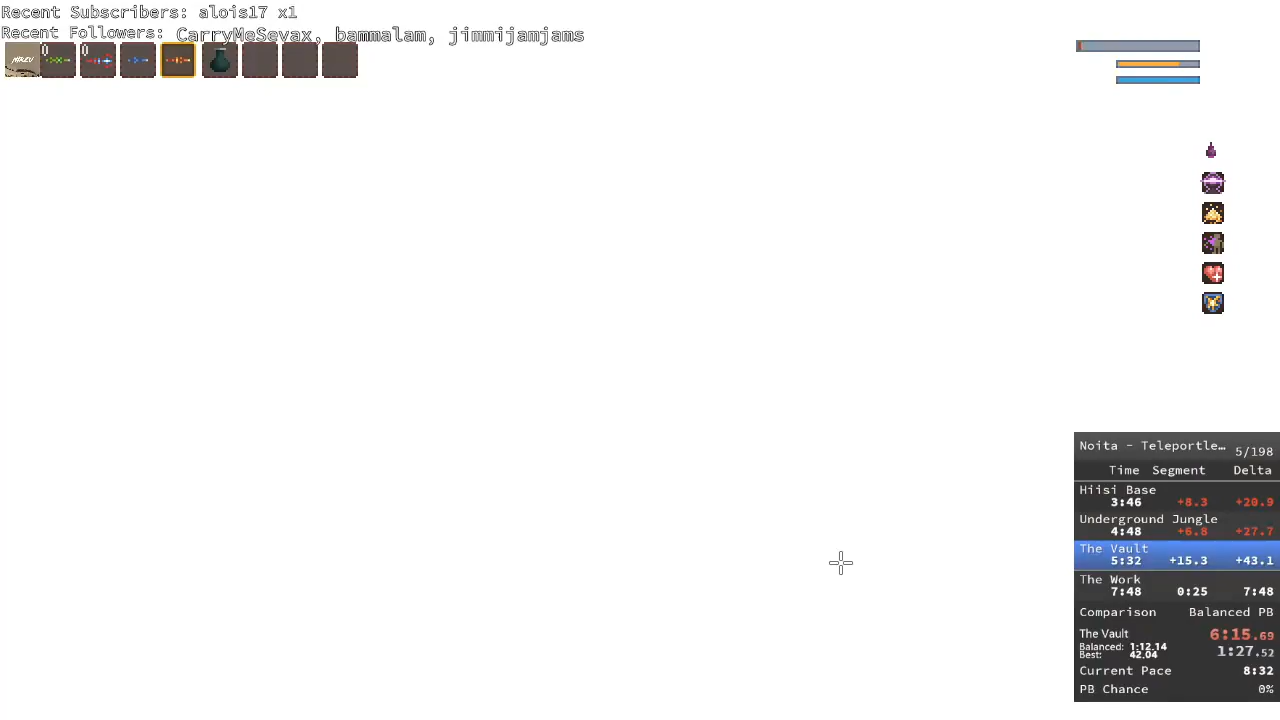 Recent Subscribers: alois17 x1
Recent Followers: CarryMeSevax, bammalam, jimmijamjams
0
0
Noita - Teleportle… 5/198
Time Segment Delta
Hiisi Base
3:46 +8.3 +20.9
Underground Jungle
4:48 +6.8 +27.7
The Vault
5:32 +15.3 +43.1
The Work
7:48 0:25 7:48
Comparison Balanced PB
The Vault 6:15.69
Balanced: 1:12.14
Best: 42.04 1:27.52
Current Pace 8:32
PB Chance 0%